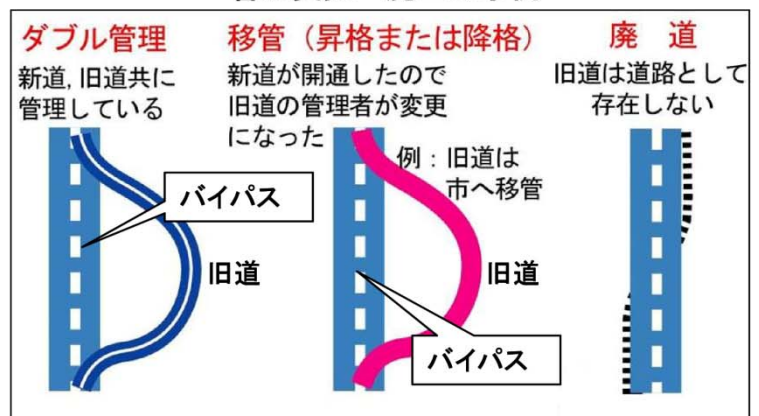 ダブル管理
新道,旧道共に
管理している
バイパス
旧道
移管（昇格または降格）
新道が開通したので
旧道の管理者が変更
になった
例：旧道は
市へ移管
旧道
バイパス
廃 道
旧道は道路として
存在しない